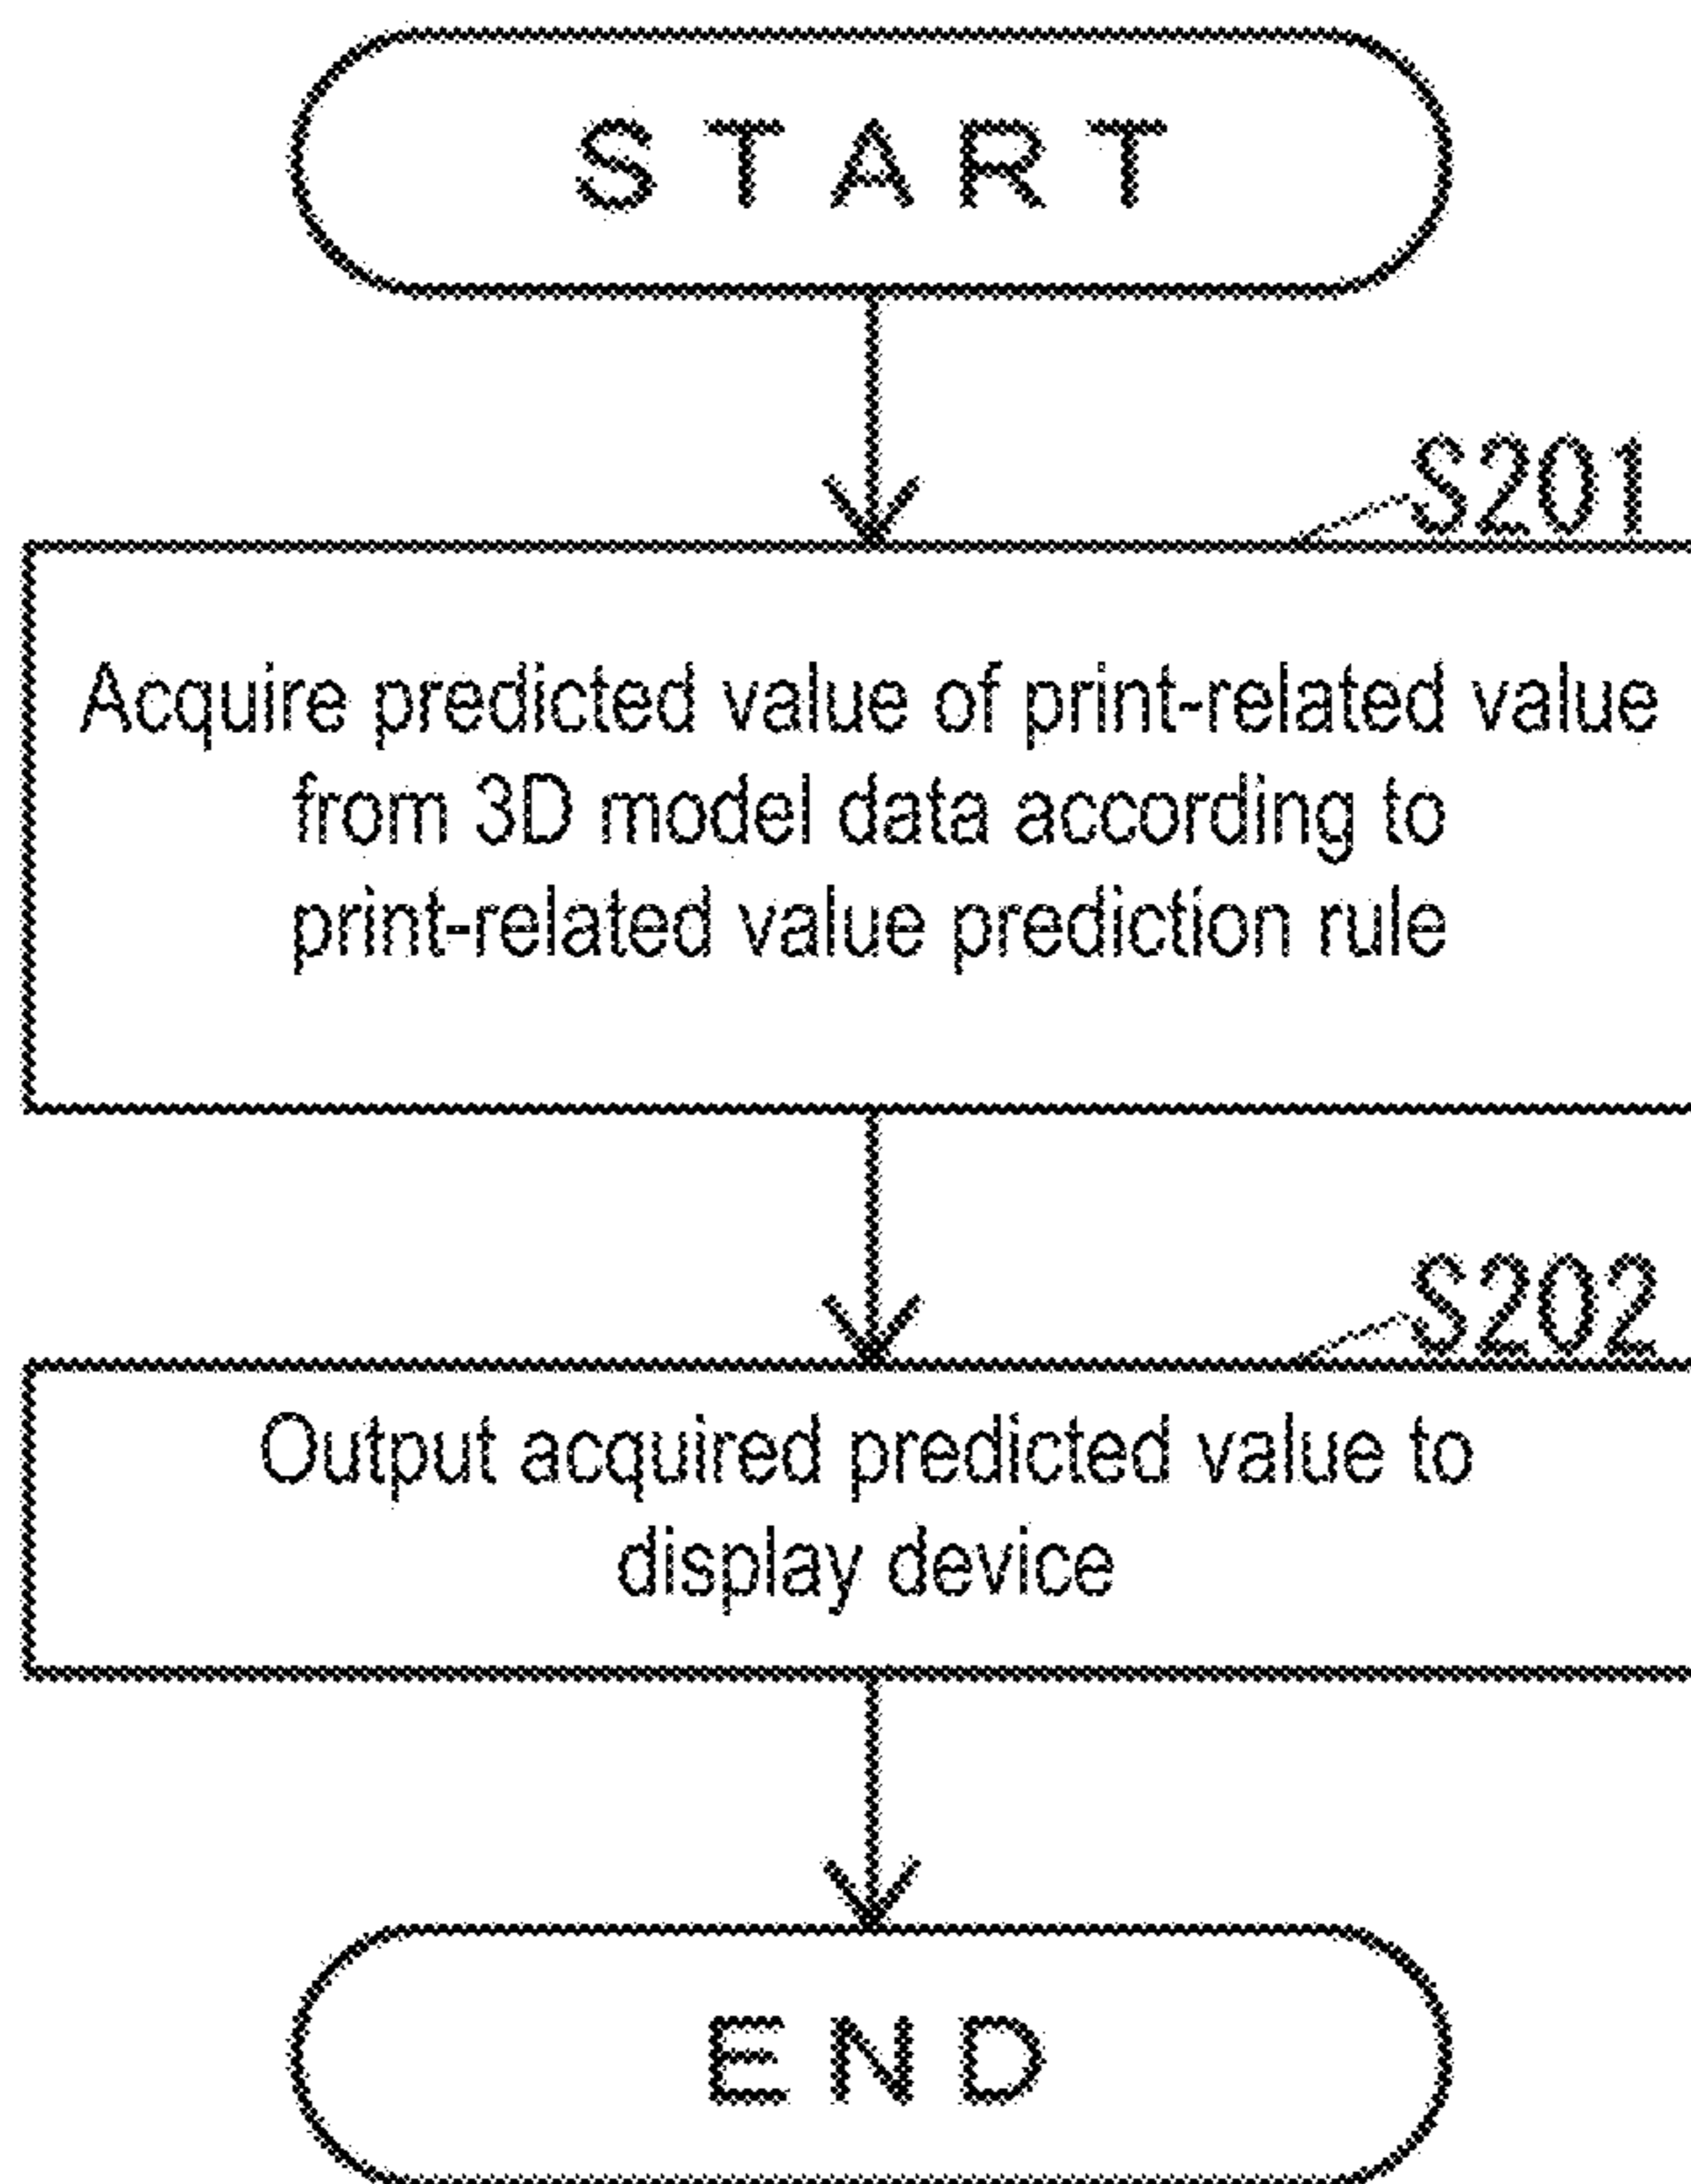 START
S201
Acquire predicted value of print-related value
from 3D model data according to
print-related value prediction rule
S202
Output acquired predicted value to
display device
END